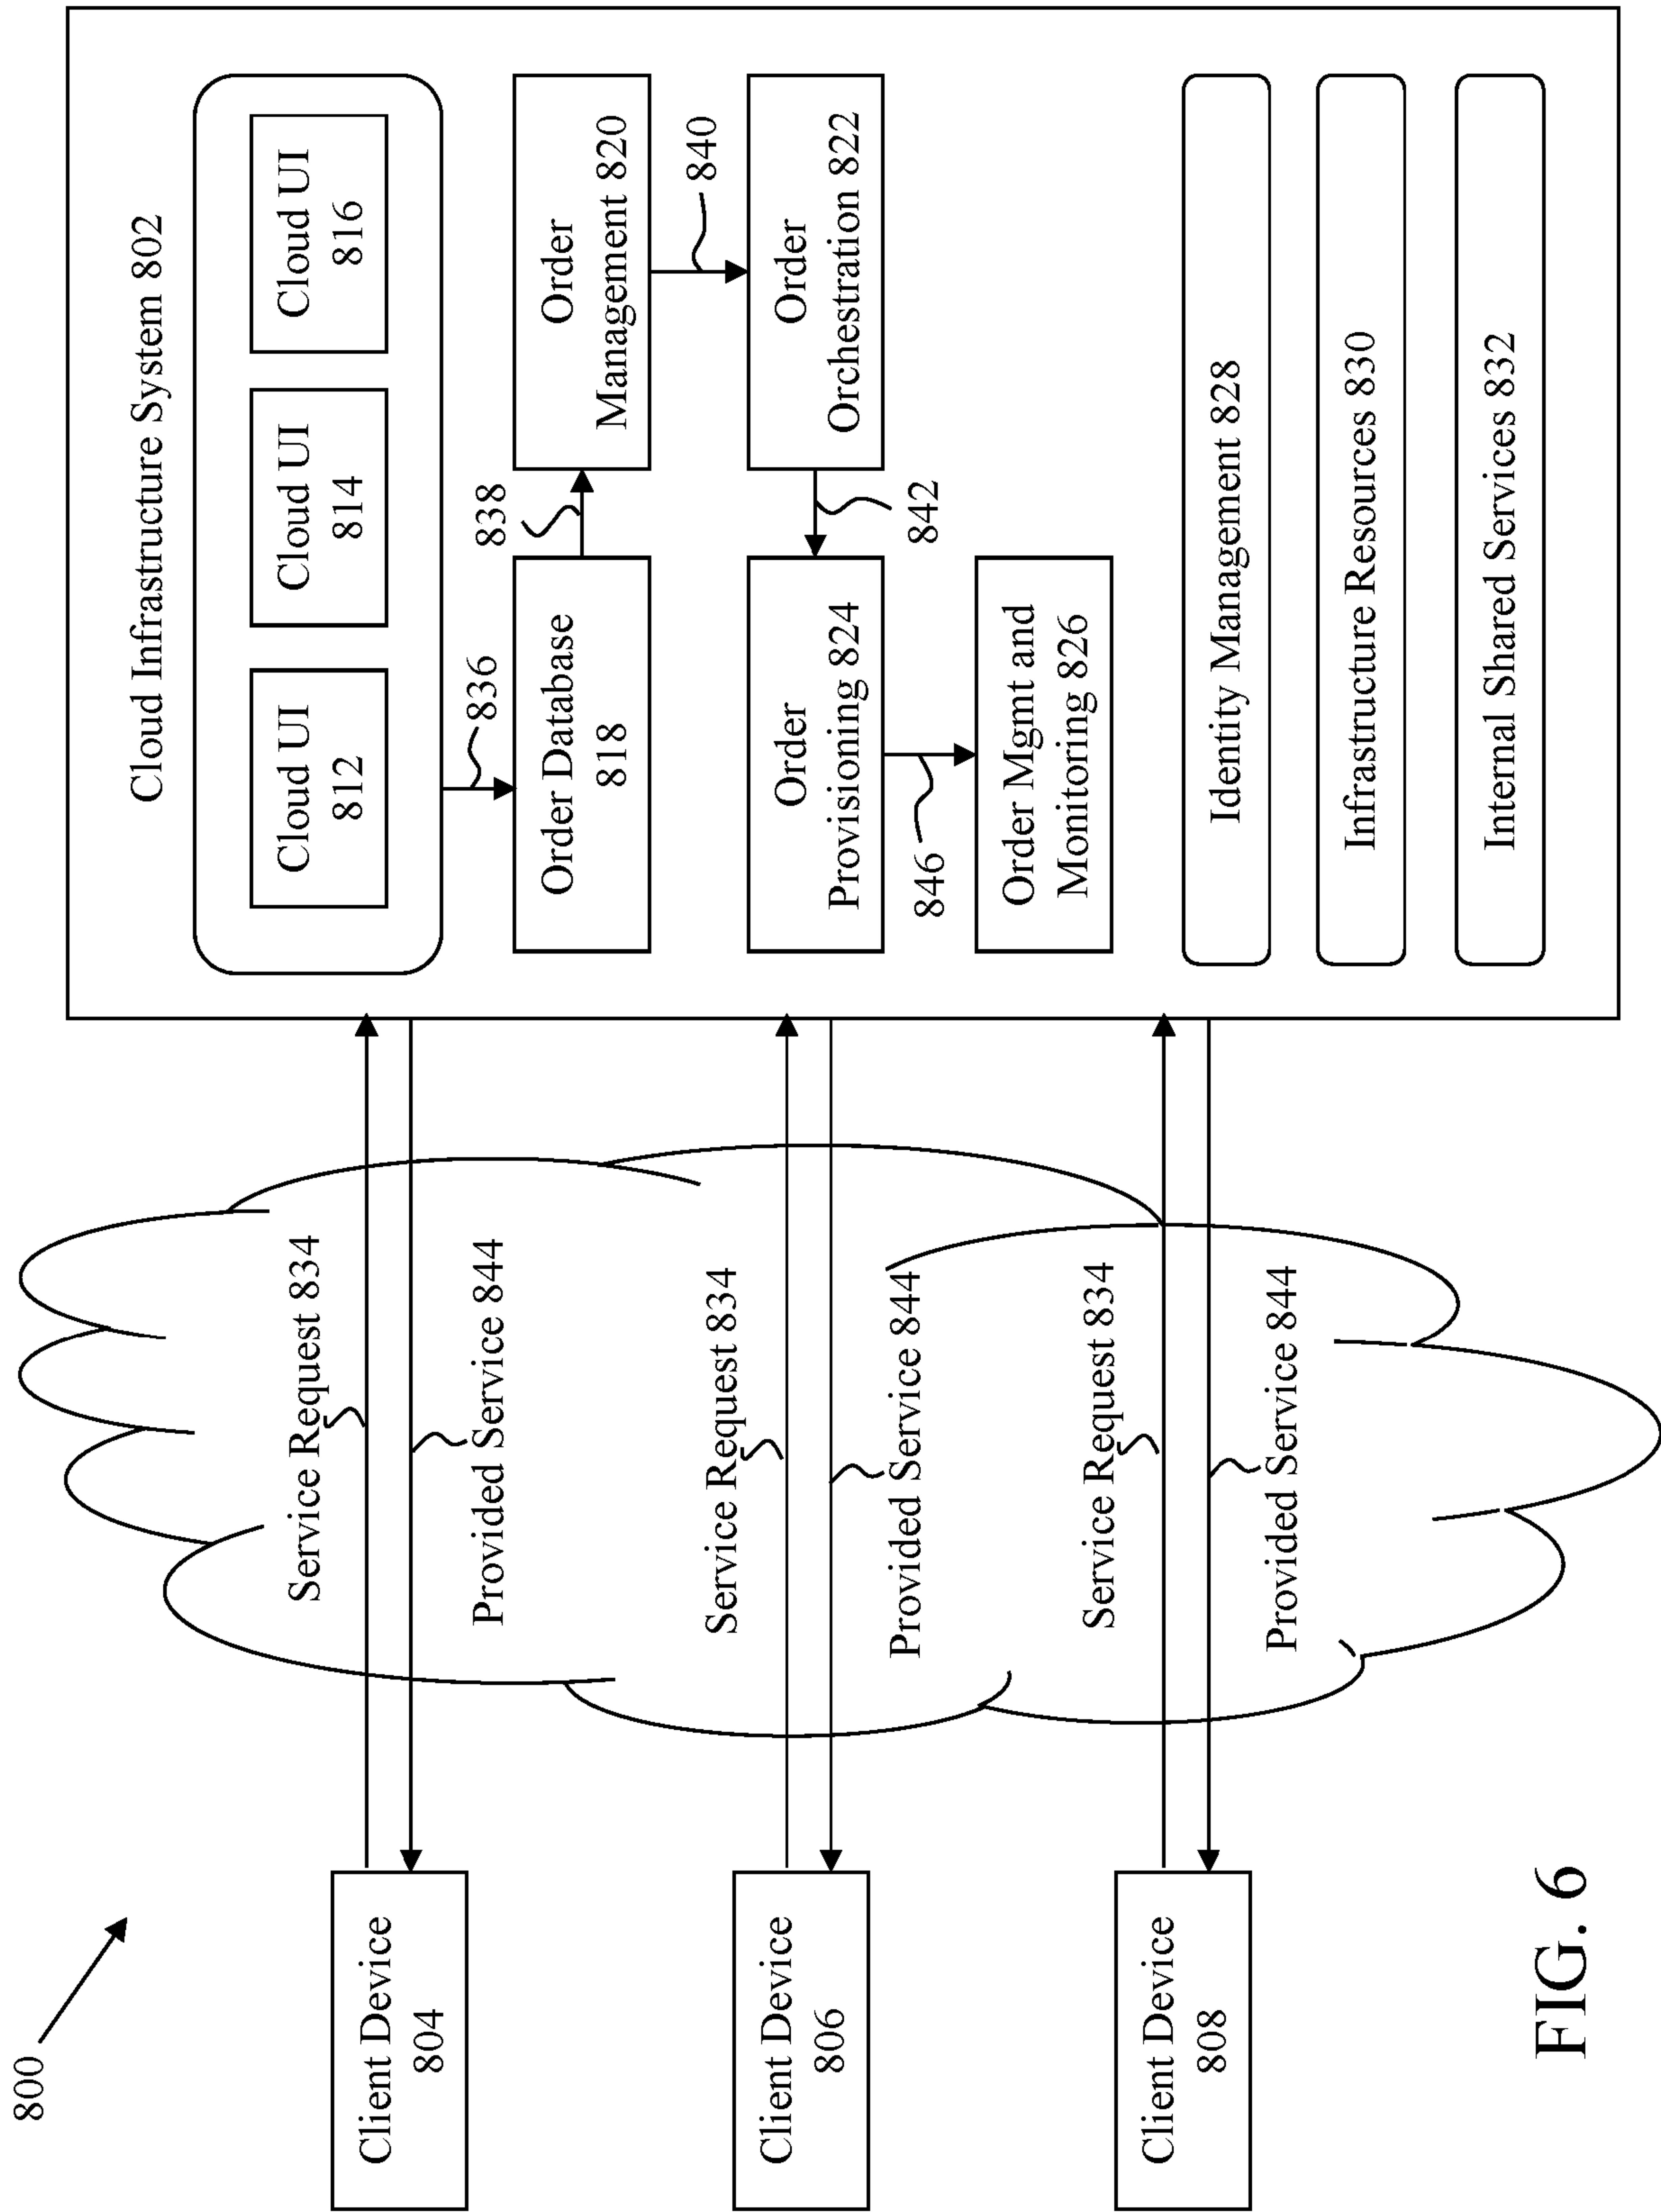 800
Client Device
804
Client Device
806
Client Device
808
Service Request 834
Provided Service 844
Service Request 834
Provided Service 844
Service Request 834
Provided Service 844
Cloud Infrastructure System 802
Cloud UI
812
Cloud UI
814
Cloud UI
816
836
Order Database
818
838
Order
Management 820
840
Order
Provisioning 824
842
Order
Orchestration 822
846
Order Mgmt and
Monitoring 826
Identity Management 828
Infrastructure Resources 830
Internal Shared Services 832
FIG. 6